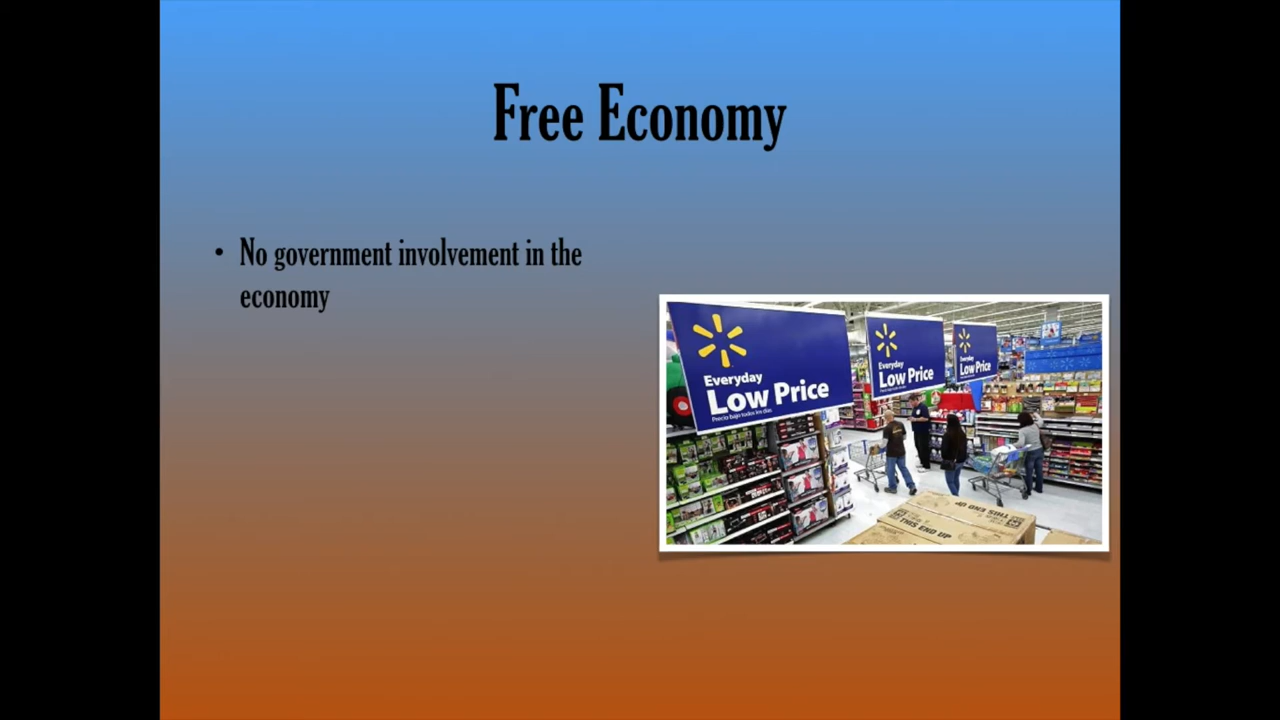 Free Economy
• No government involvement in the
economy
Everyday
Low Price
Precio bajo todos los días
Everyday
Low Price
Everyday
Low Price
THIS END UP
THIS END UP